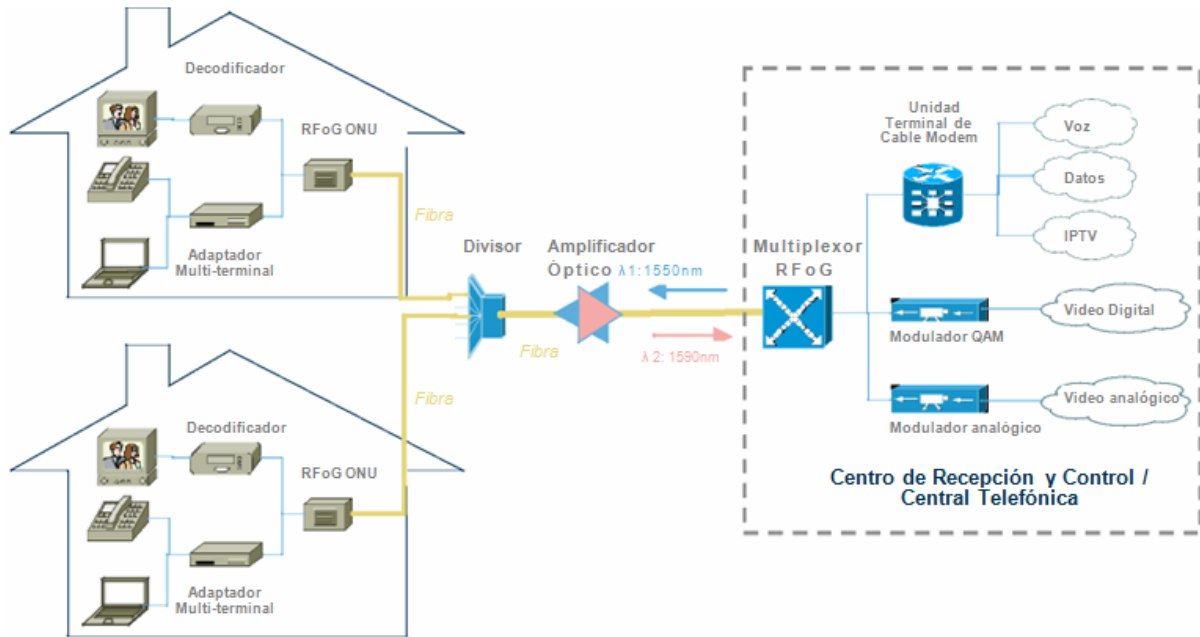 Decodificador
RFoG ONU
Adaptador
Multi-terminal
Fibra
Decodificador
RFoG ONU
Adaptador
Multi-terminal
Fibra
Divisor
Fibra
Amplificador
Óptico
λ1:1550nm
λ2: 1590nm
Multiplexor
RFoG
Unidad
Terminal de
Cable Modem
Voz
Datos
IPTV
Modulador QAM
Video Digital
Modulador analógico
Video analógico
Centro de Recepción y Control /
Central Telefónica